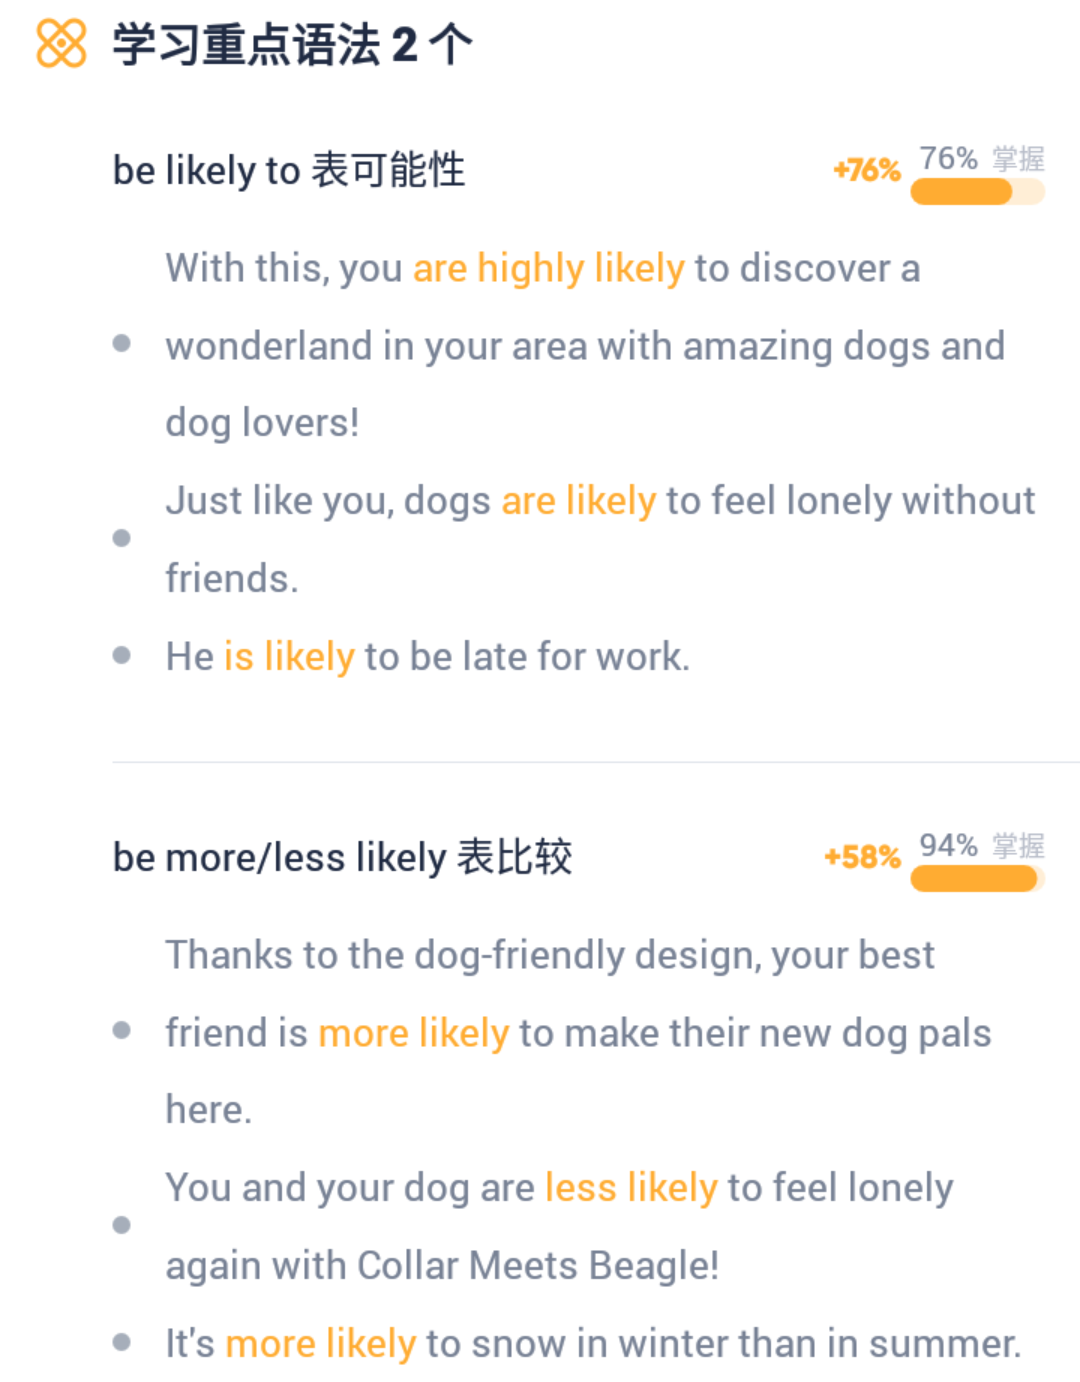 学习重点语法 2 个
be likely to 表可能性
+76%
76% 掌握
With this, you are highly likely to discover a
wonderland in your area with amazing dogs and
dog lovers!
Just like you, dogs are likely to feel lonely without
friends.
He is likely to be late for work.
be more/less likely 表比较
+58%
94% 掌握
Thanks to the dog-friendly design, your best
friend is more likely to make their new dog pals
here.
You and your dog are less likely to feel lonely
again with Collar Meets Beagle!
It's more likely to snow in winter than in summer.